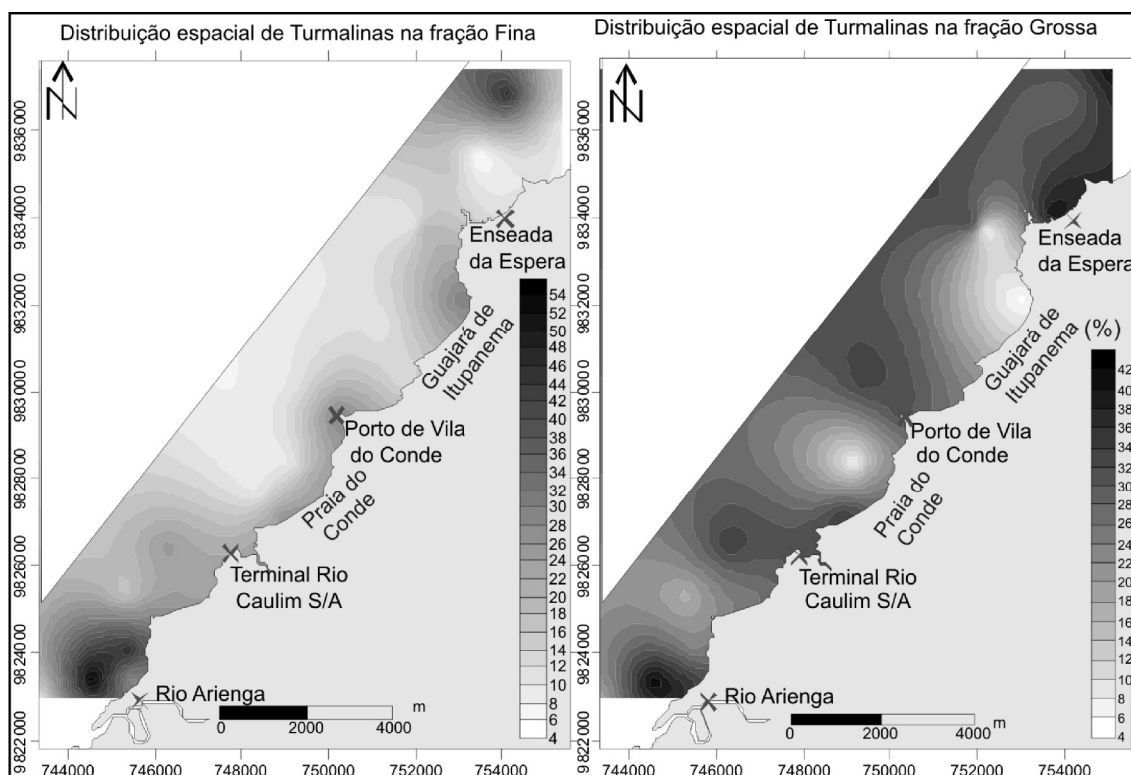 Distribuição espacial de Turmalinas na fração Fina
744000 746000 748000 750000 752000 754000
N
9836000
9834000
9832000
9830000
9828000
9826000
9824000
9822000
Enseada
da Espera
Guajará de
Itupanema
Porto de Vila
do Conde
Praia do
Conde
Terminal Rio
Caulim S/A
Rio Arienga
0 2000 4000 m
54
52
50
48
46
44
42
40
38
36
34
32
30
28
26
24
20
18
16
14
12
10
8
6
4
744000 746000 748000 750000 752000 754000
Distribuição espacial de Turmalinas na fração Grossa
N
Enseada
da Espera
Guajará de
Itupanema
(%)
Porto de Vila
do Conde
Praia do
Conde
Terminal Rio
Caulim S/A
Rio Arienga
0 2000 4000 m
42
40
38
36
34
32
30
28
26
24
22
20
18
16
14
12
10
8
6
4
744000 746000 748000 750000 752000 754000